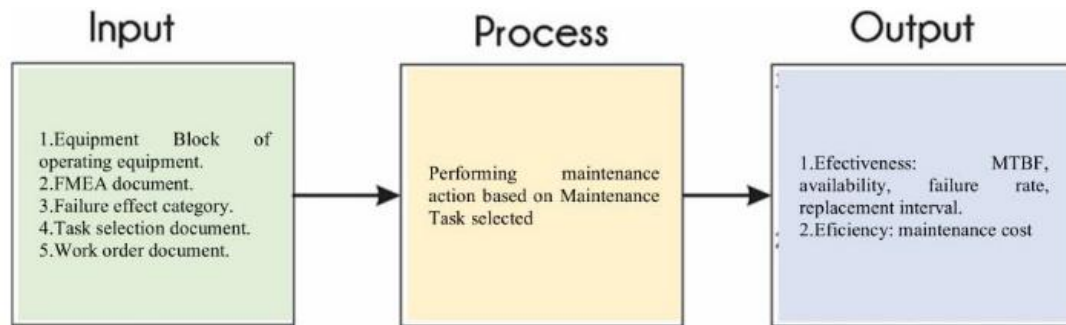 Input
Process
Output
1.Equipment Block of
operating equipment.
2.FMEA document.
3.Failure effect category.
4.Task selection document.
5.Work order document.
Performing maintenance
action based on Maintenance
Task selected
1.Efectiveness: MTBF,
availability, failure rate,
replacement interval.
2.Eficiency: maintenance cost